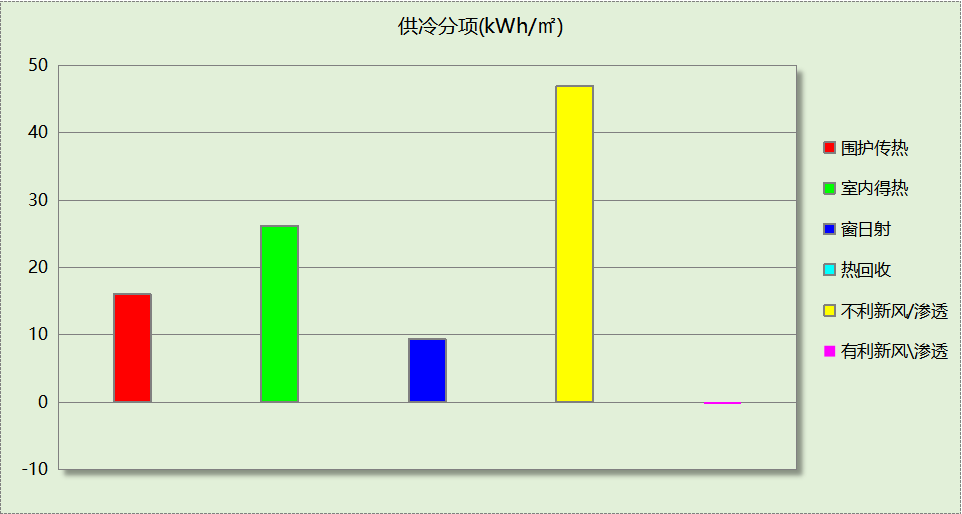 供冷分项(kWh/㎡)
50
40
30
20
10
0
-10
围护传热
室内得热
窗日射
热回收
不利新风/渗透
有利新风\渗透